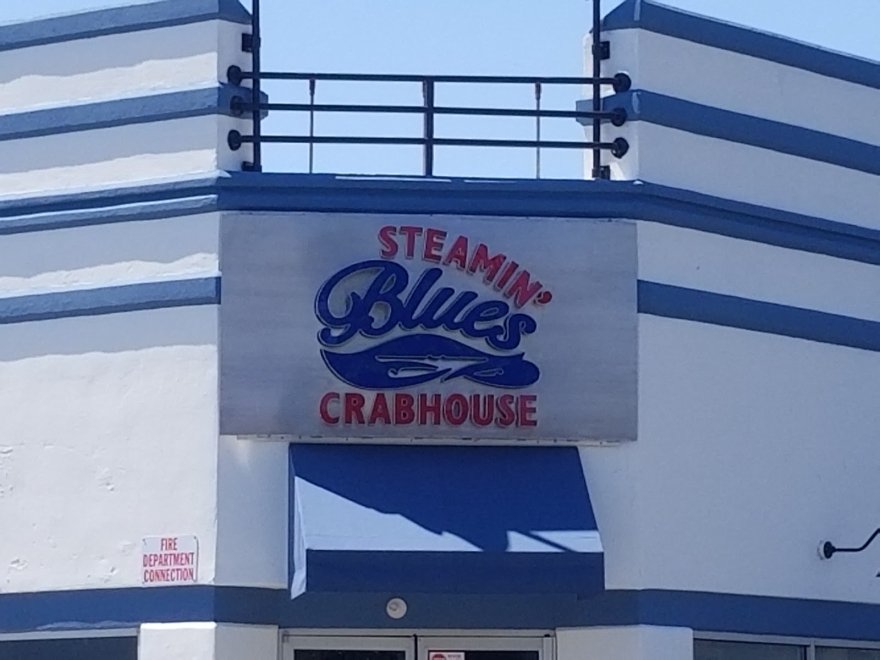 STEAMIN'
Blues
CRABHOUSE
FIRE
DEPARTMENT
CONNECTION